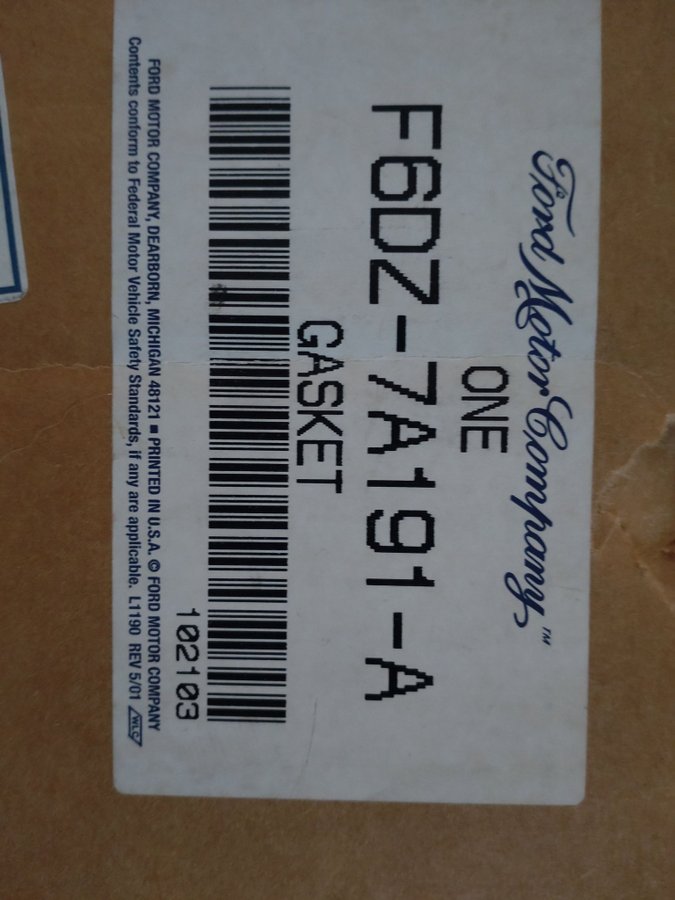 Ford Motor Company™
ONE
F6DZ-7A191-A
GASKET
102103
FORD MOTOR COMPANY, DEARBORN, MICHIGAN 48121 ■ PRINTED IN U.S.A. © FORD MOTOR COMPANY
Contents conform to Federal Motor Vehicle Safety Standards, if any are applicable. L1190 REV 5/01 WLC